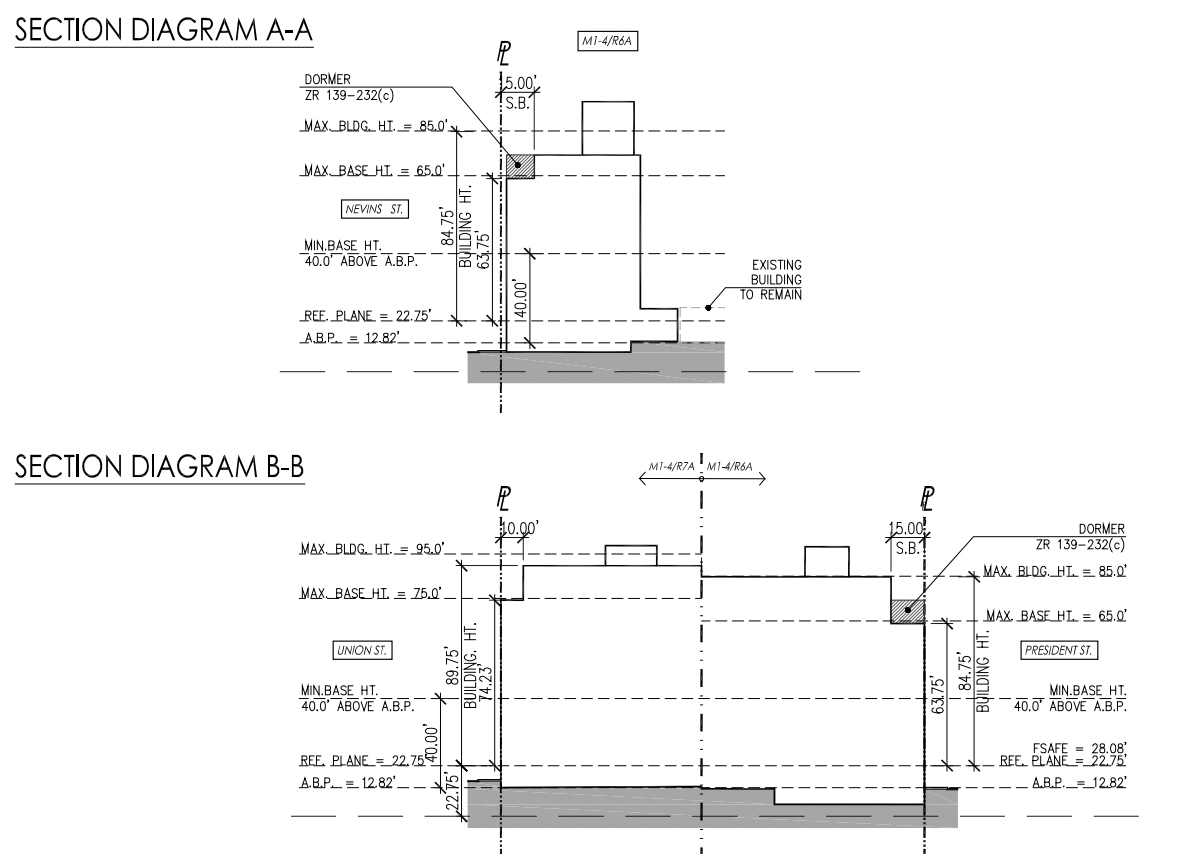 SECTION DIAGRAM A-A
M1-4/R6A
PL
DORMER
ZR 139-232(c)
5.00'
S.B.
MAX. BLDG. HT. = 85.0'
MAX. BASE HT. = 65.0'
NEVINS ST.
84.75'
BUILDING HT.
63.75'
MIN.BASE HT.
40.0' ABOVE A.B.P.
40.00'
EXISTING
BUILDING
TO REMAIN
REF. PLANE = 22.75'
A.B.P. = 12.82'
SECTION DIAGRAM B-B
M1-4/R7A
M1-4/R6A
PL
PL
10.00'
15.00'
S.B.
DORMER
ZR 139-232(c)
MAX. BLDG. HT. = 95.0'
MAX. BLDG. HT. = 85.0'
MAX. BASE HT. = 75.0'
MAX. BASE HT. = 65.0'
UNION ST.
PRESIDENT ST.
89.75'
BUILDING. HT.
74.23'
63.75'
84.75'
BUILDING HT.
MIN.BASE HT.
40.0' ABOVE A.B.P.
MIN.BASE HT.
40.0' ABOVE A.B.P.
40.00'
FSAFE = 28.08'
REF. PLANE = 22.75'
REF. PLANE = 22.75'
A.B.P. = 12.82'
A.B.P. = 12.82'
22.75'